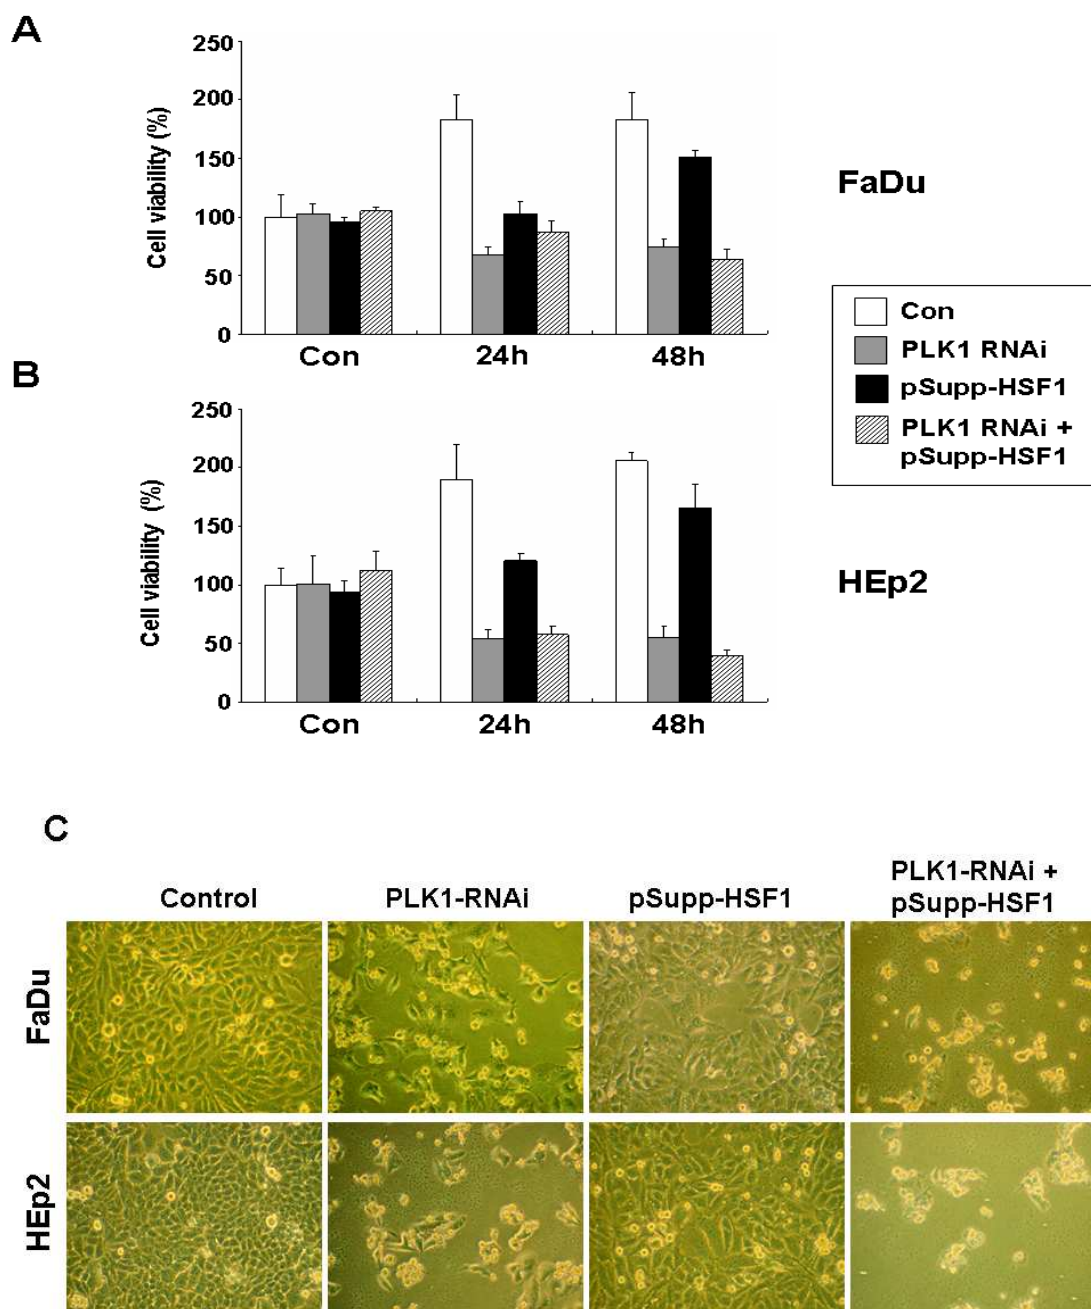 A
250
200
150
100
50
0
Cell viability (%)
Con
24h
48h
FaDu
Con
PLK1 RNAi
pSupp-HSF1
PLK1 RNAi +
pSupp-HSF1
B
250
200
150
100
50
0
Cell viability (%)
Con
24h
48h
HEp2
C
Control
PLK1-RNAi
pSupp-HSF1
PLK1-RNAi +
pSupp-HSF1
FaDu
HEp2